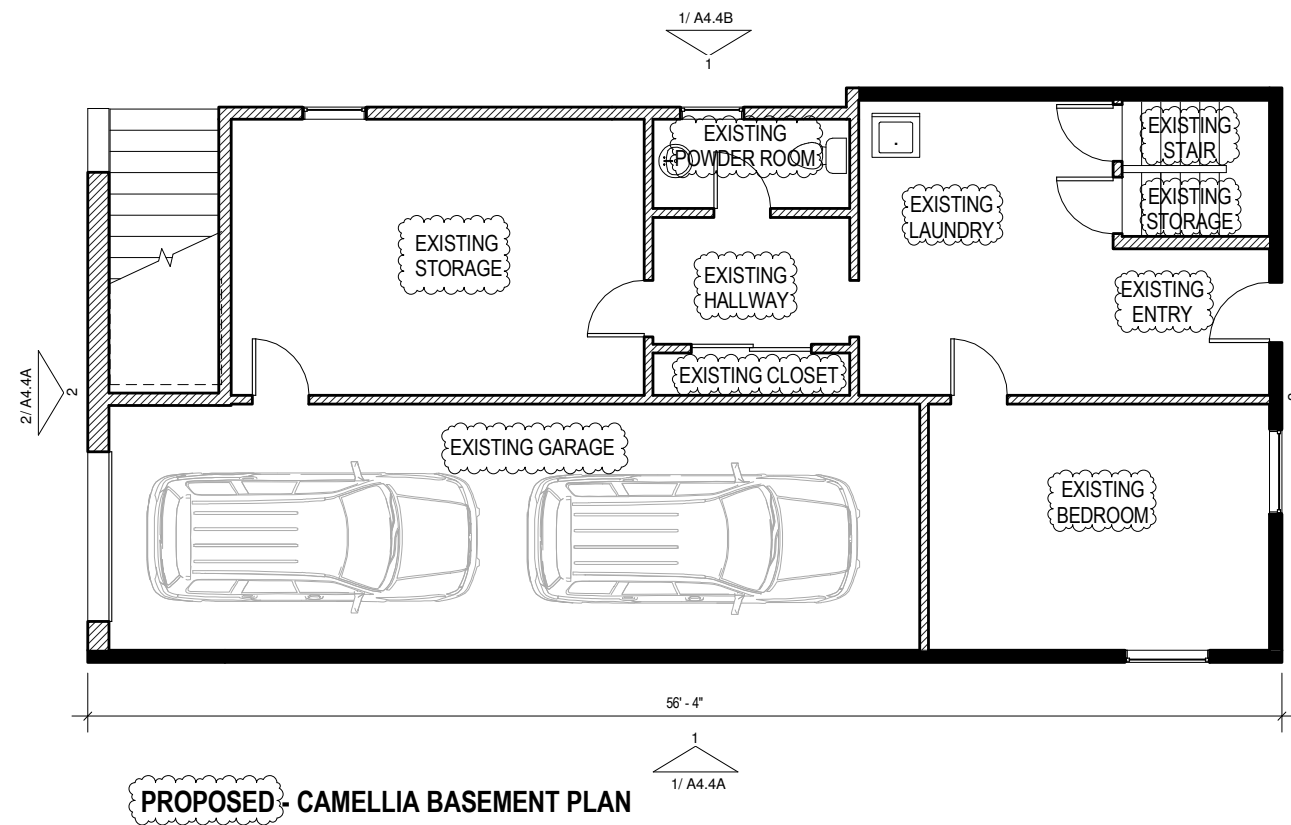 1/ A4.4B
1
EXISTING
POWDER ROOM
EXISTING
STAIR
EXISTING
STORAGE
EXISTING
LAUNDRY
EXISTING
STORAGE
EXISTING
HALLWAY
EXISTING
ENTRY
2/ A4.4A
2
EXISTING CLOSET
EXISTING GARAGE
EXISTING
BEDROOM
56' - 4"
1
1/ A4.4A
PROPOSED - CAMELLIA BASEMENT PLAN